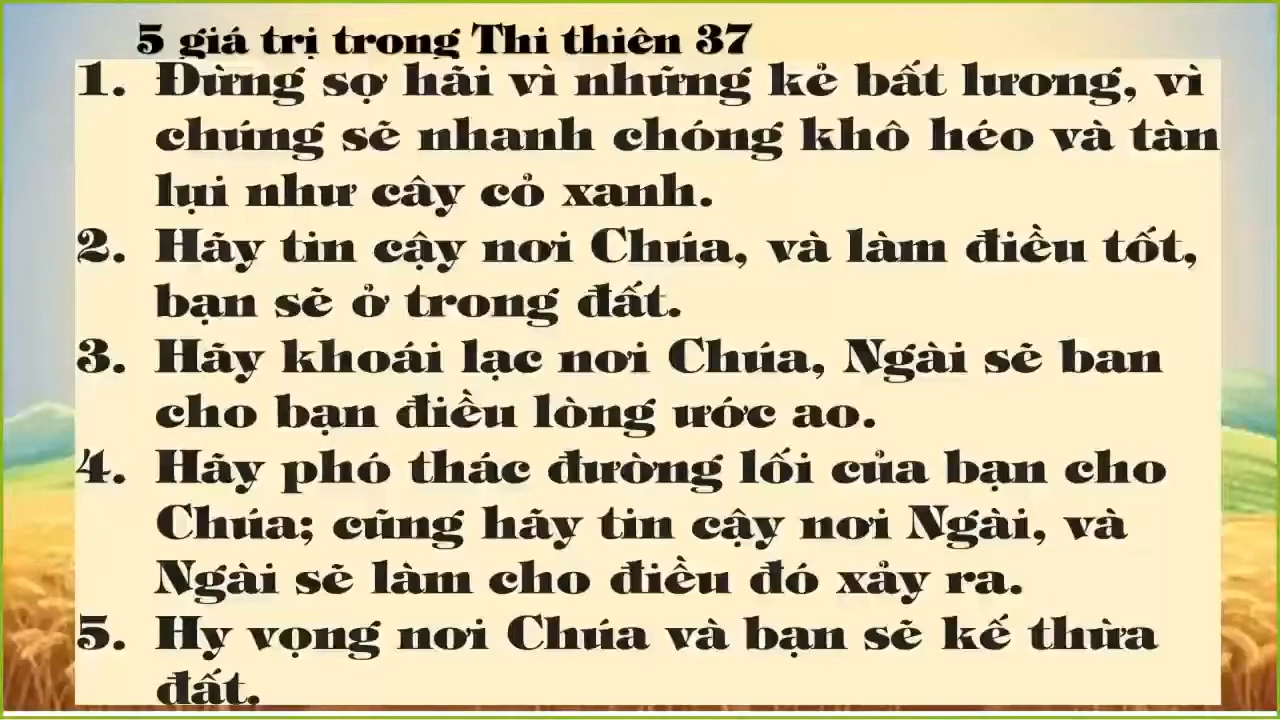 5 giá trị trong Thi thiên 37
1. Đừng sợ hãi vì những kẻ bất lương, vì
chúng sẽ nhanh chóng khô héo và tàn
lụi như cây cỏ xanh.
2. Hãy tin cậy nơi Chúa, và làm điều tốt,
bạn sẽ ở trong đất.
3. Hãy khoái lạc nơi Chúa, Ngài sẽ ban
cho bạn điều lòng ước ao.
4. Hãy phó thác đường lối của bạn cho
Chúa; cũng hãy tin cậy nơi Ngài, và
Ngài sẽ làm cho điều đó xảy ra.
5. Hy vọng nơi Chúa và bạn sẽ kế thừa
đất.